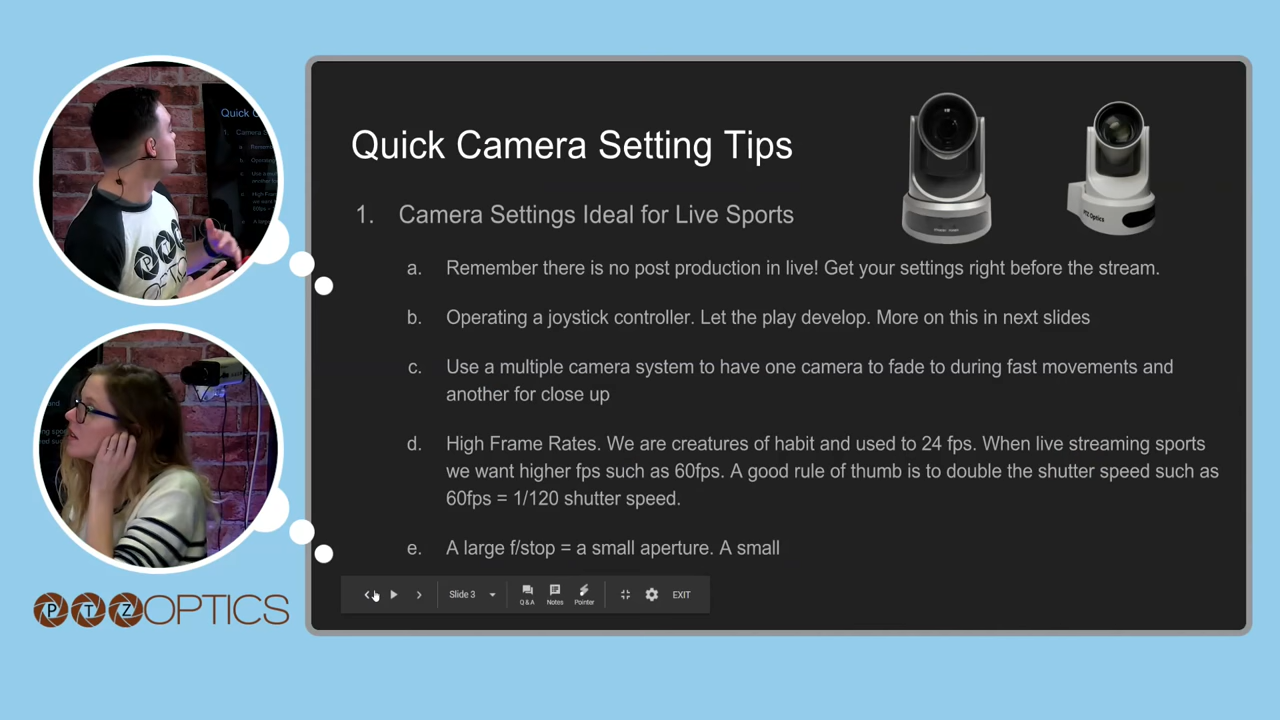 Quick Camera Setting Tips
1. Camera Settings Ideal for Live Sports
a. Remember there is no post production in live! Get your settings right before the stream.
b. Operating a joystick controller. Let the play develop. More on this in next slides
c. Use a multiple camera system to have one camera to fade to during fast movements and
another for close up
d. High Frame Rates. We are creatures of habit and used to 24 fps. When live streaming sports
we want higher fps such as 60fps. A good rule of thumb is to double the shutter speed such as
60fps = 1/120 shutter speed.
e. A large f/stop = a small aperture. A small
Slide 3
Q & A
Notes
Pointer
EXIT
PTZOPTICS
PTZ Optics
Quick C